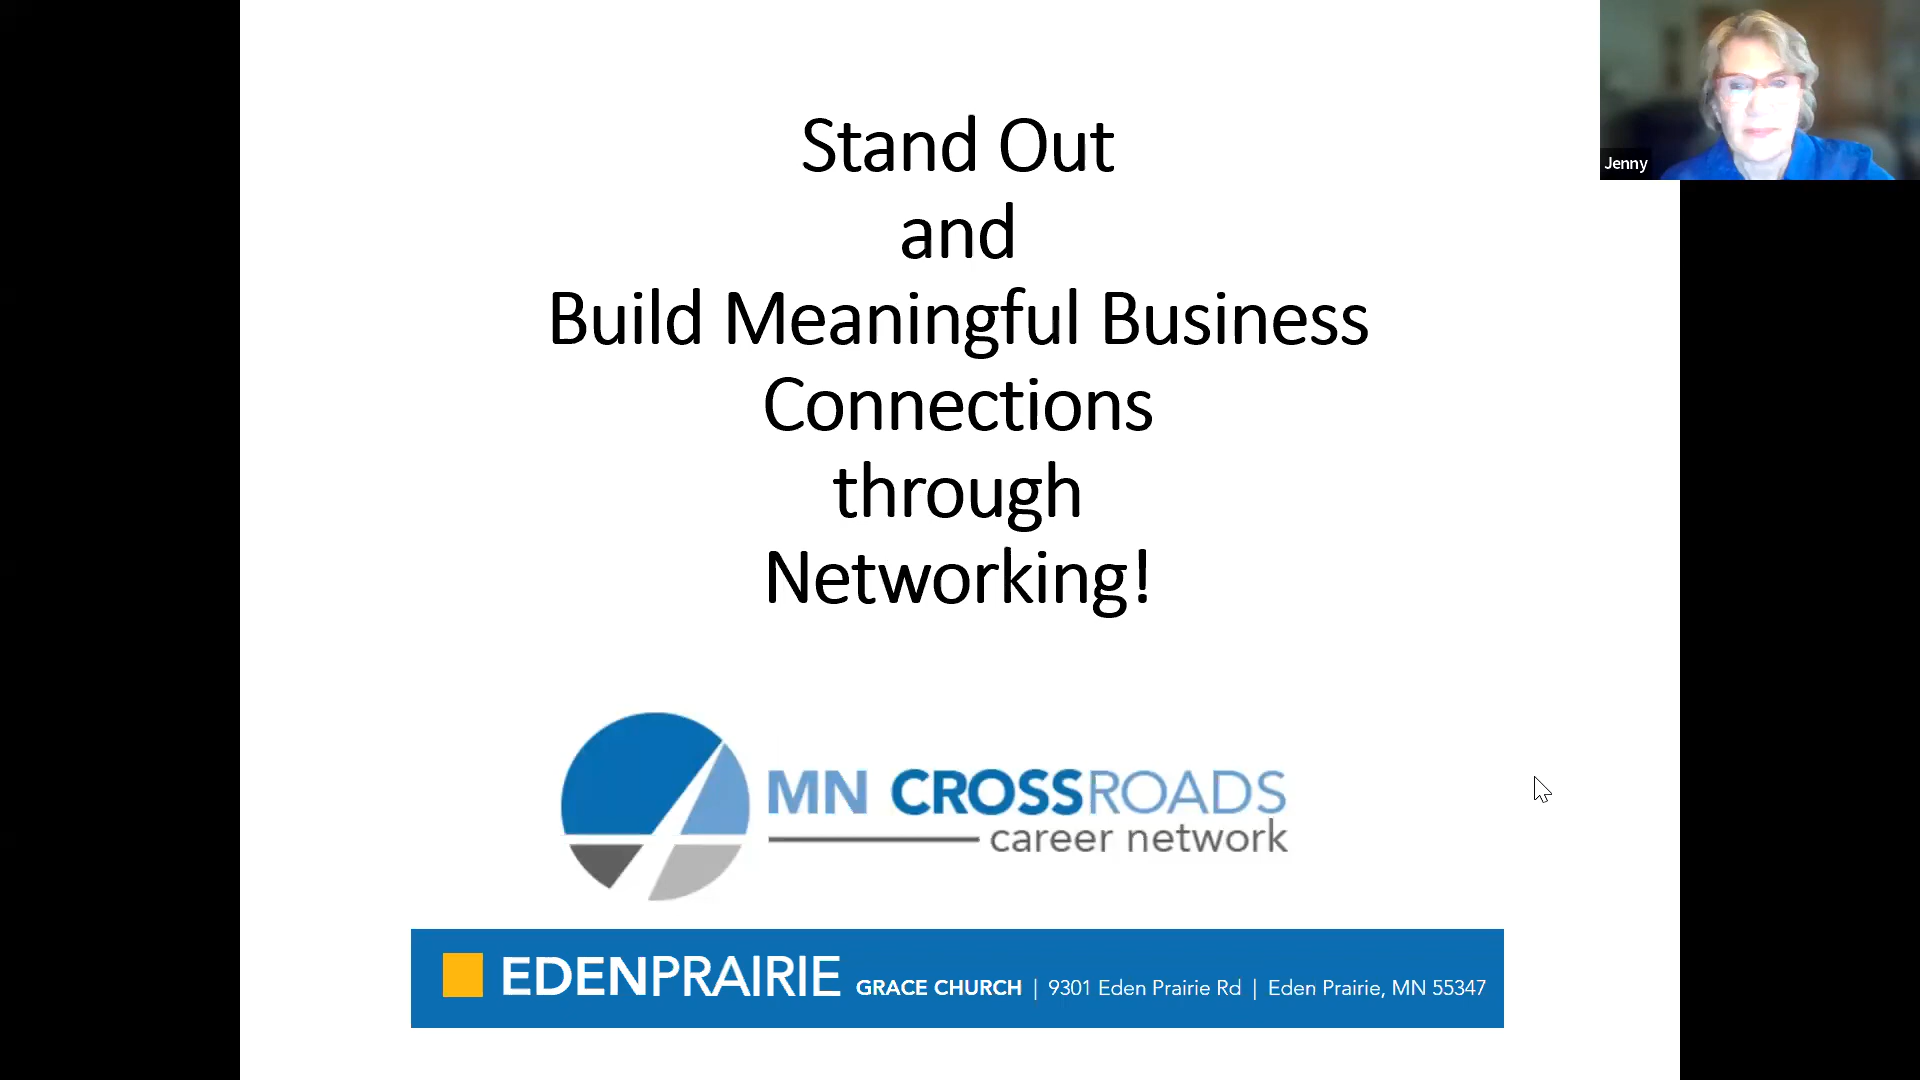 Stand Out
and
Build Meaningful Business
Connections
through
Networking!
MN CROSSROADS
career network
EDENPRAIRIE GRACE CHURCH | 9301 Eden Prairie Rd | Eden Prairie, MN 55347
Jenny